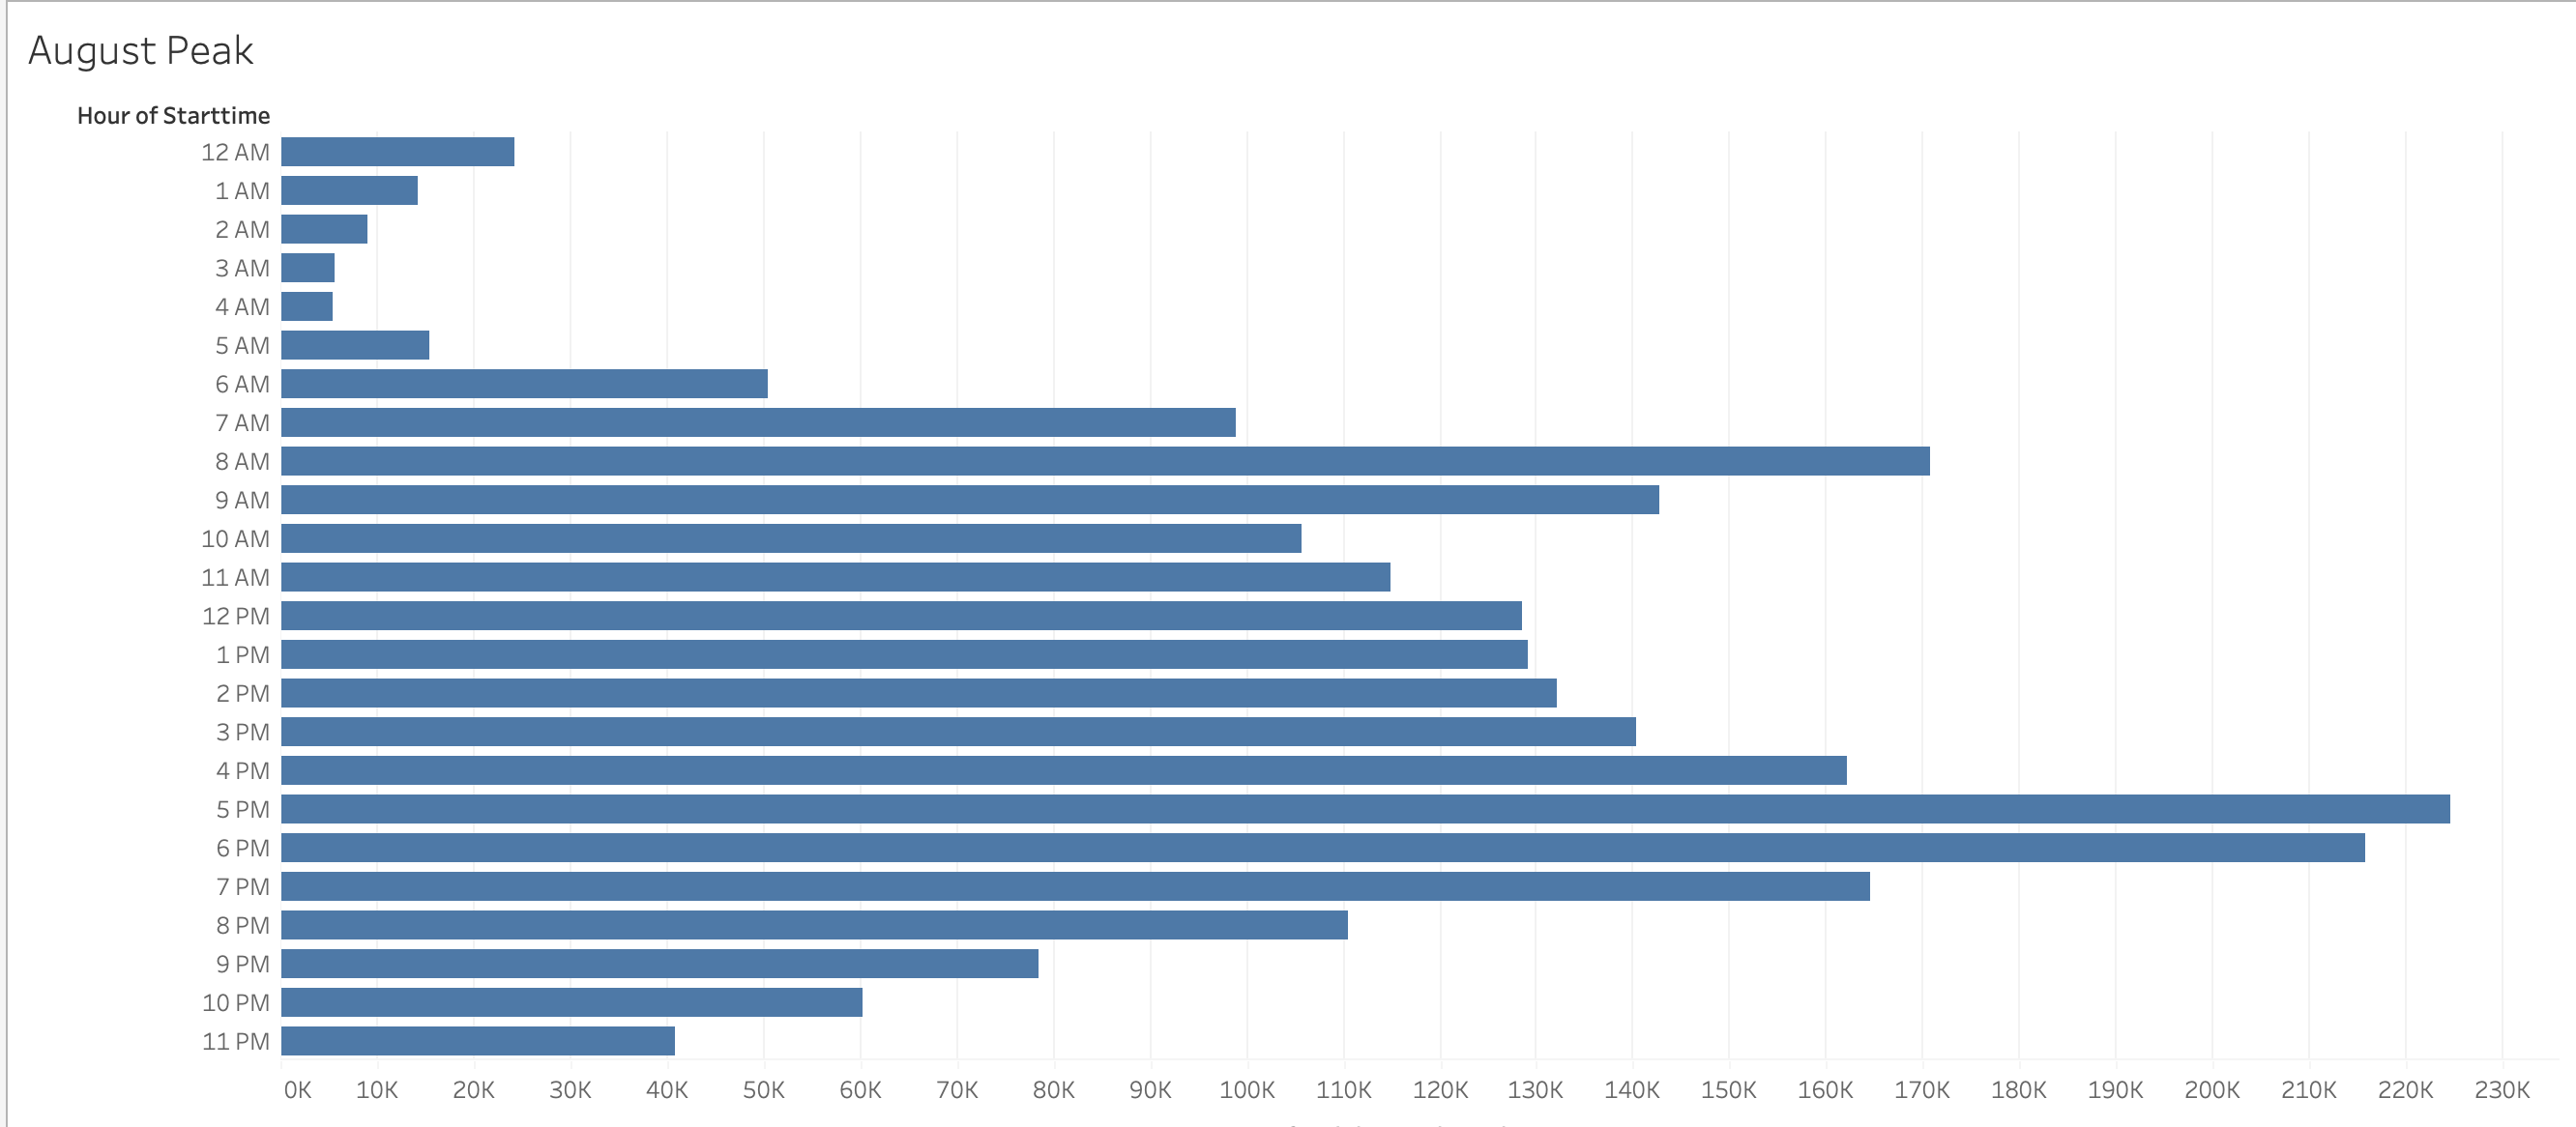 August Peak
Hour of Starttime
12 AM
1 AM
2 AM
3 AM
4 AM
5 AM
6 AM
7 AM
8 AM
9 AM
10 AM
11 AM
12 PM
1 PM
2 PM
3 PM
4 PM
5 PM
6 PM
7 PM
8 PM
9 PM
10 PM
11 PM
0K 10K 20K 30K 40K 50K 60K 70K 80K 90K 100K 110K 120K 130K 140K 150K 160K 170K 180K 190K 200K 210K 220K 230K